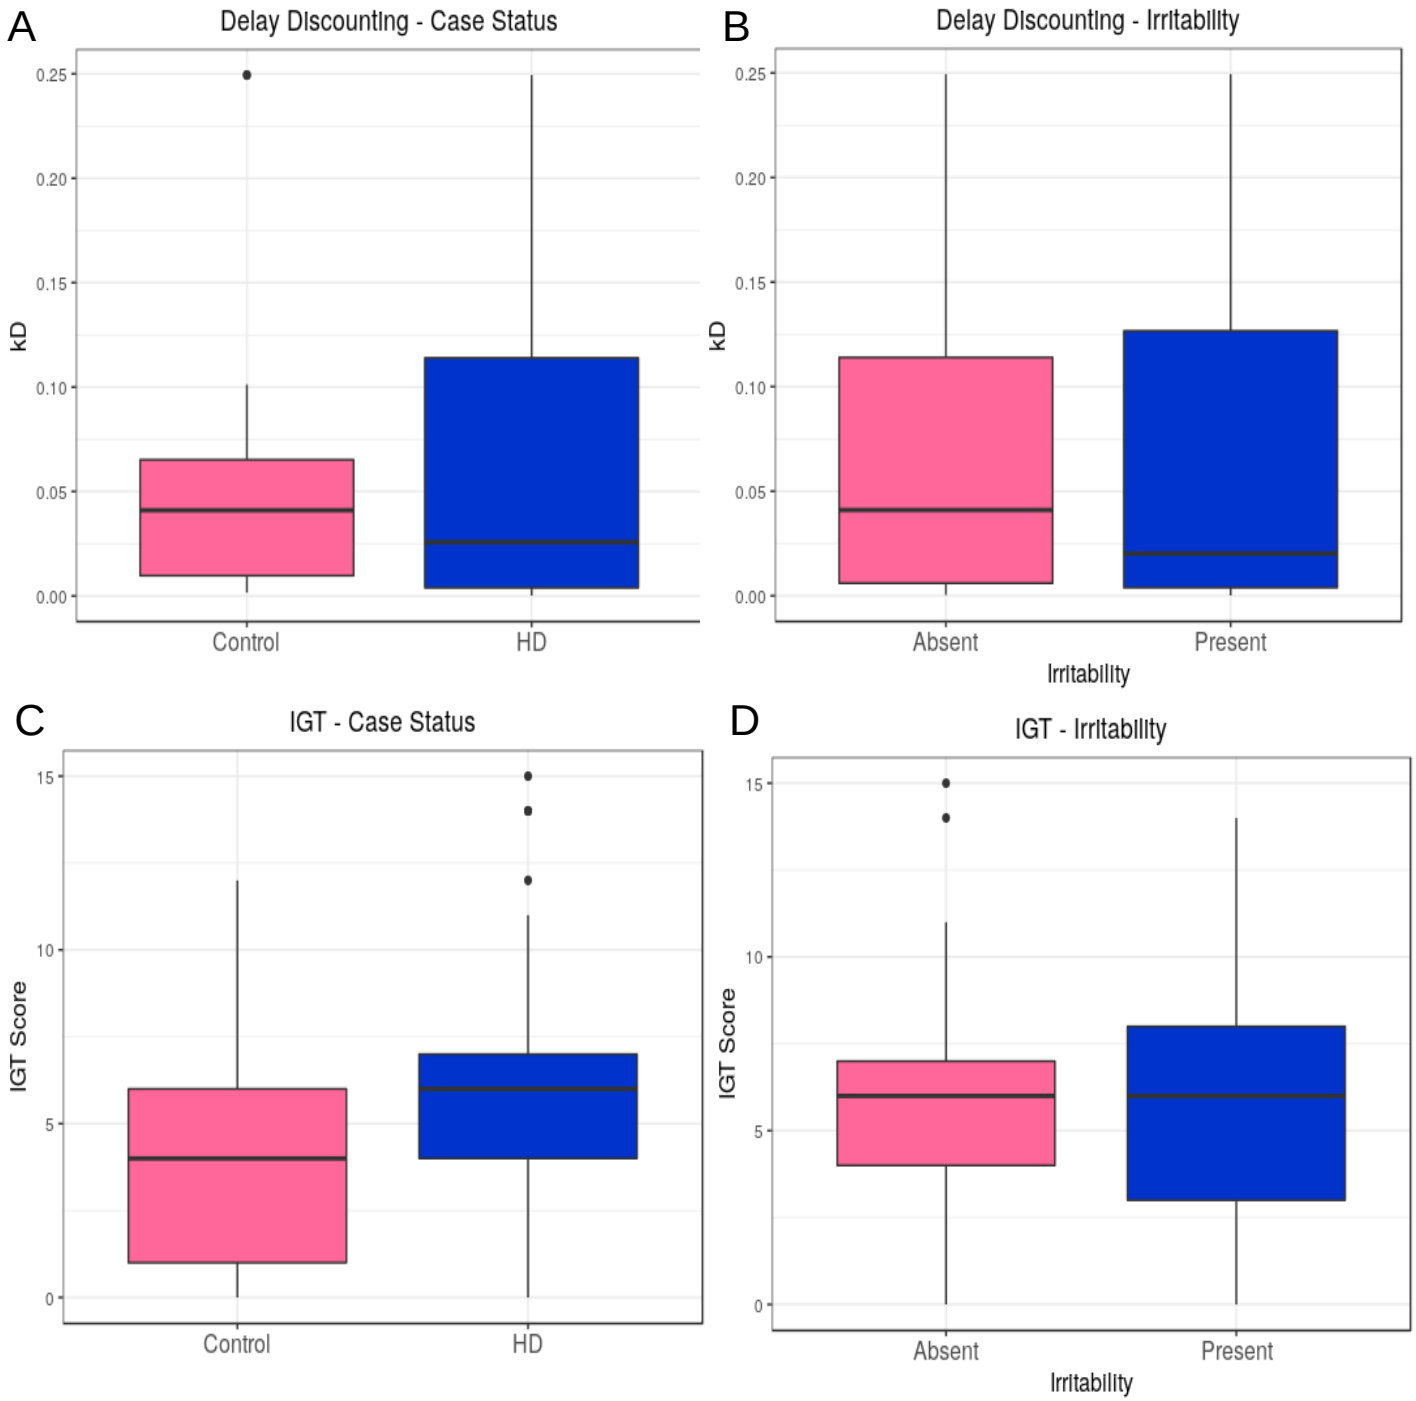 A
Delay Discounting - Case Status
0.25
0.20
0.15
0.10
0.05
0.00
kD
Control
HD
B
Delay Discounting - Irritability
0.25
0.20
0.15
0.10
0.05
0.00
kD
Absent
Present
Irritability
C
IGT - Case Status
15
10
5
0
IGT Score
Control
HD
D
IGT - Irritability
15
10
5
0
IGT Score
Absent
Present
Irritability